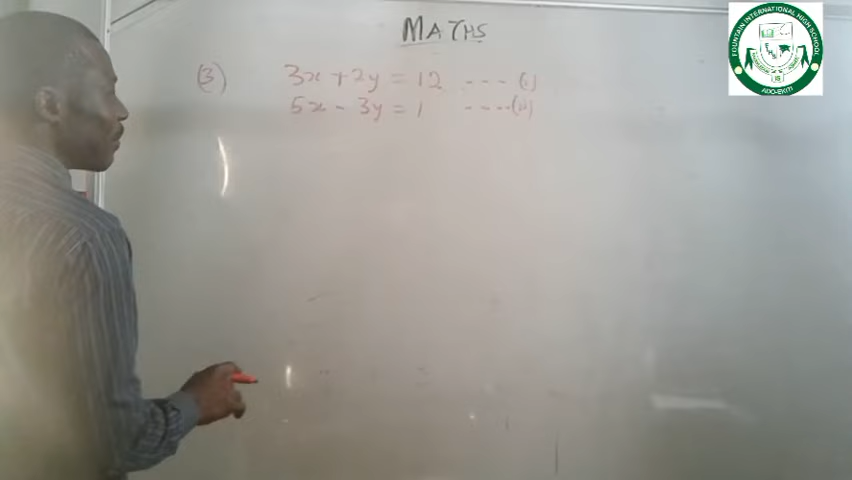 MATHS
(3) 3x + 2y = 12 ---- (i)
5x - 3y = 1 ----(ii)
FOUNTAIN INTERNATIONAL HIGH SCHOOL
ADO-EKITI